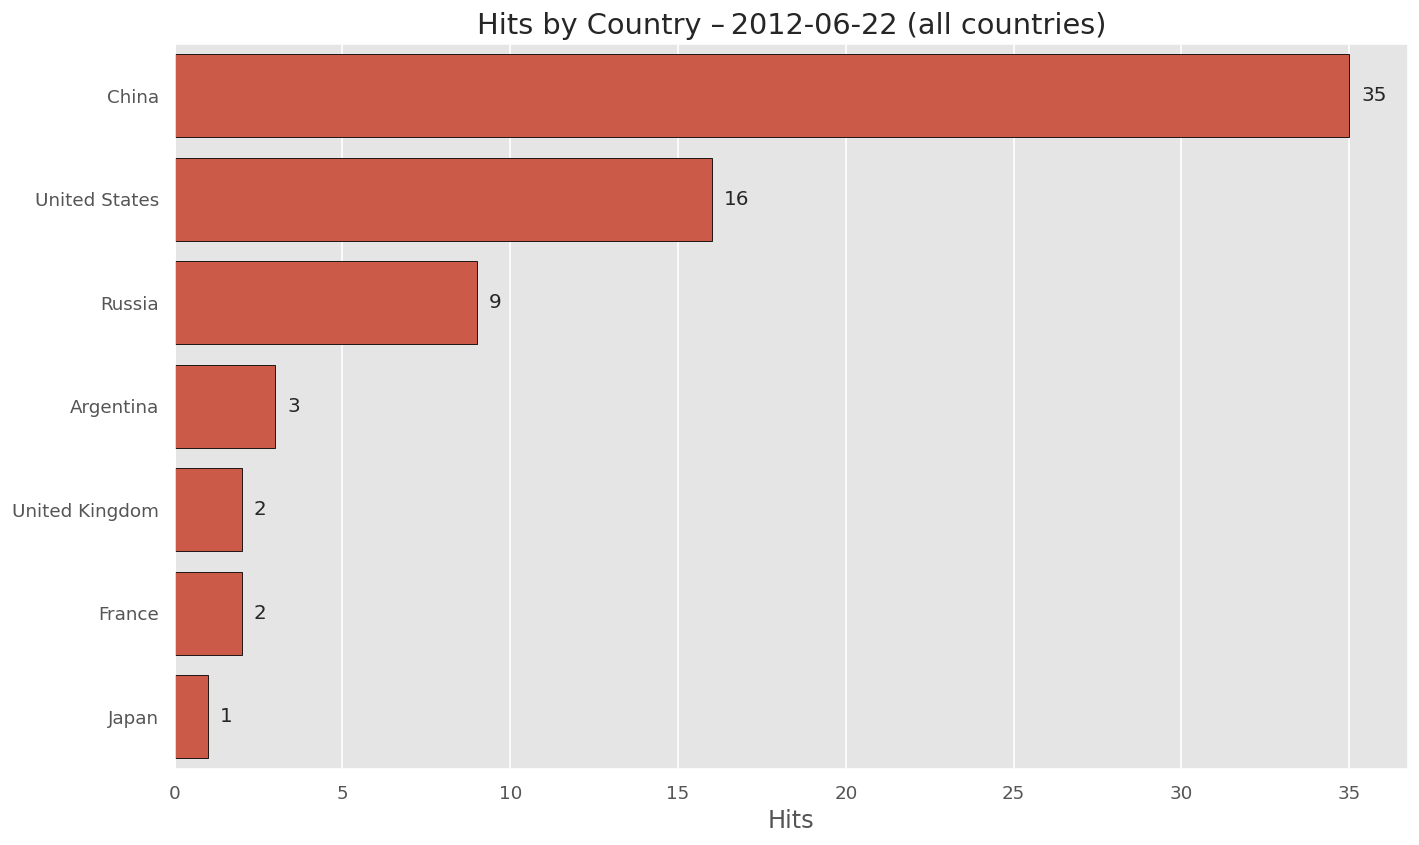 Hits by Country – 2012-06-22 (all countries)
China
35
United States
16
Russia
9
Argentina
3
United Kingdom
2
France
2
Japan
1
0 5 10 15 20 25 30 35
Hits